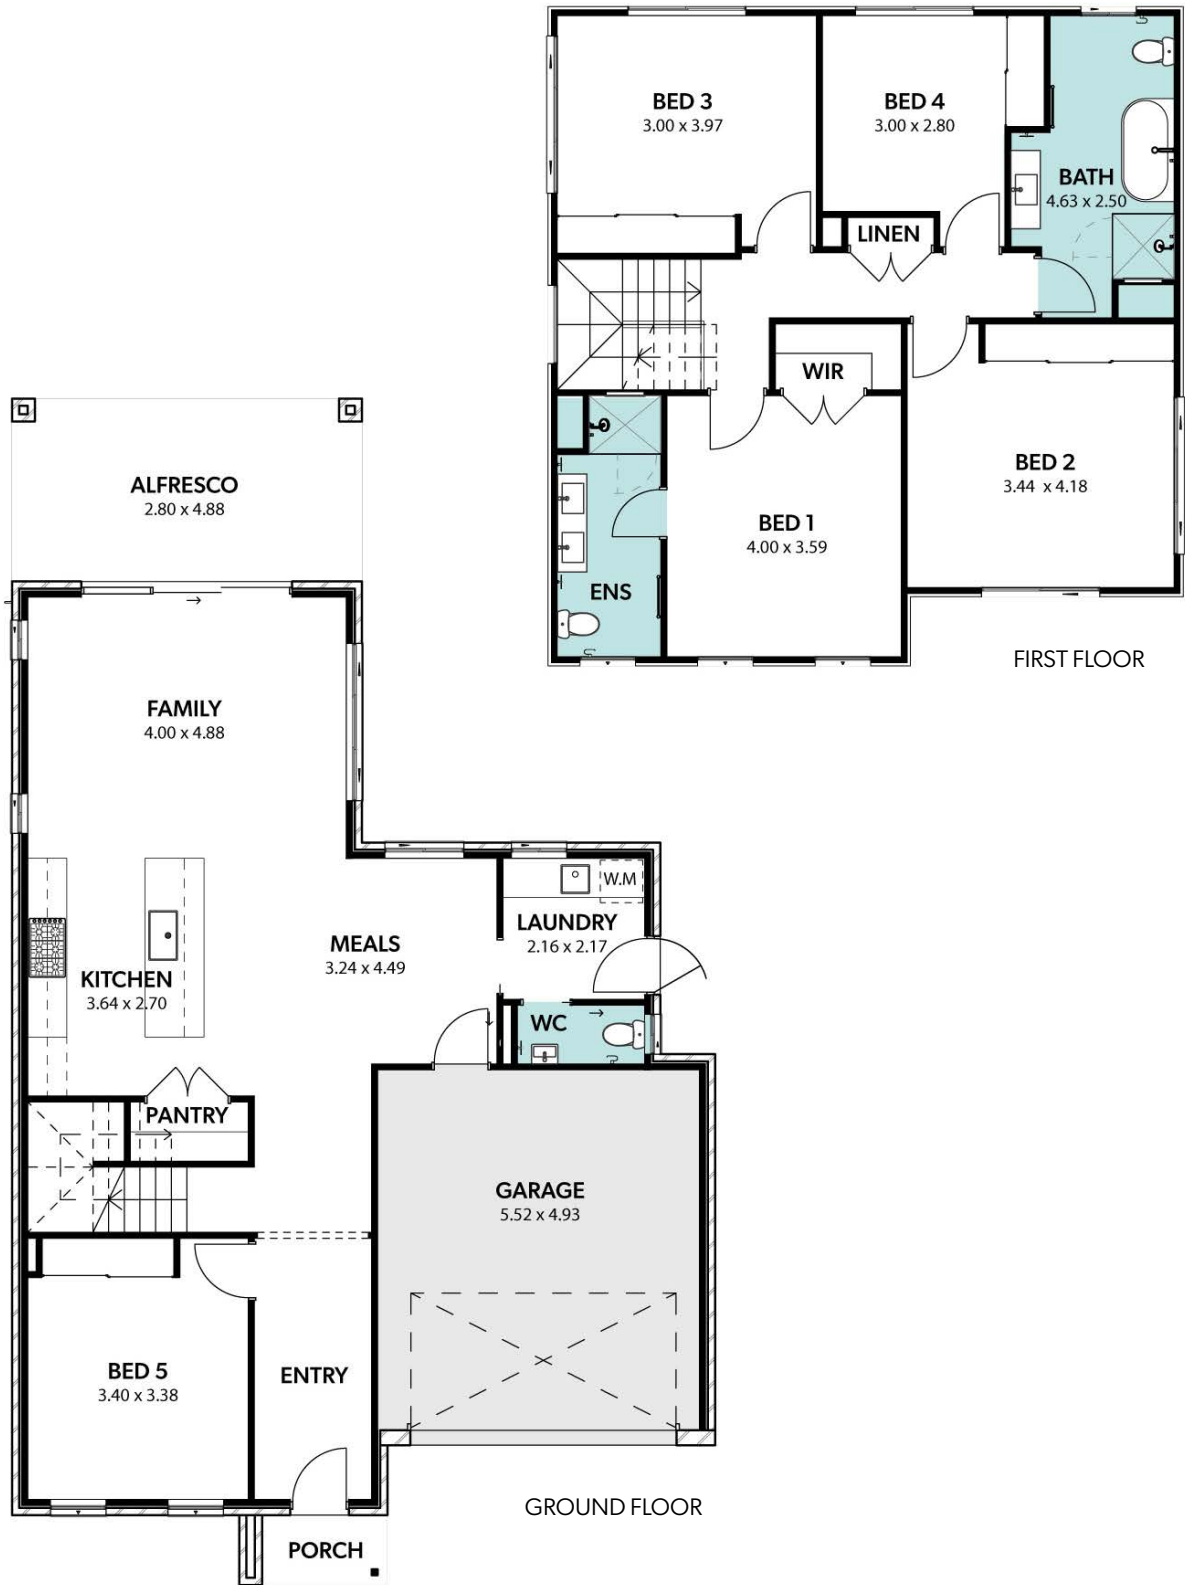 BED 3
3.00 x 3.97
BED 4
3.00 x 2.80
BATH
4.63 x 2.50
LINEN
WIR
BED 2
3.44 x 4.18
BED 1
4.00 x 3.59
ENS
FIRST FLOOR
ALFRESCO
2.80 x 4.88
FAMILY
4.00 x 4.88
W.M
LAUNDRY
2.16 x 2.17
MEALS
3.24 x 4.49
KITCHEN
3.64 x 2.70
WC
PANTRY
GARAGE
5.52 x 4.93
BED 5
3.40 x 3.38
ENTRY
GROUND FLOOR
PORCH